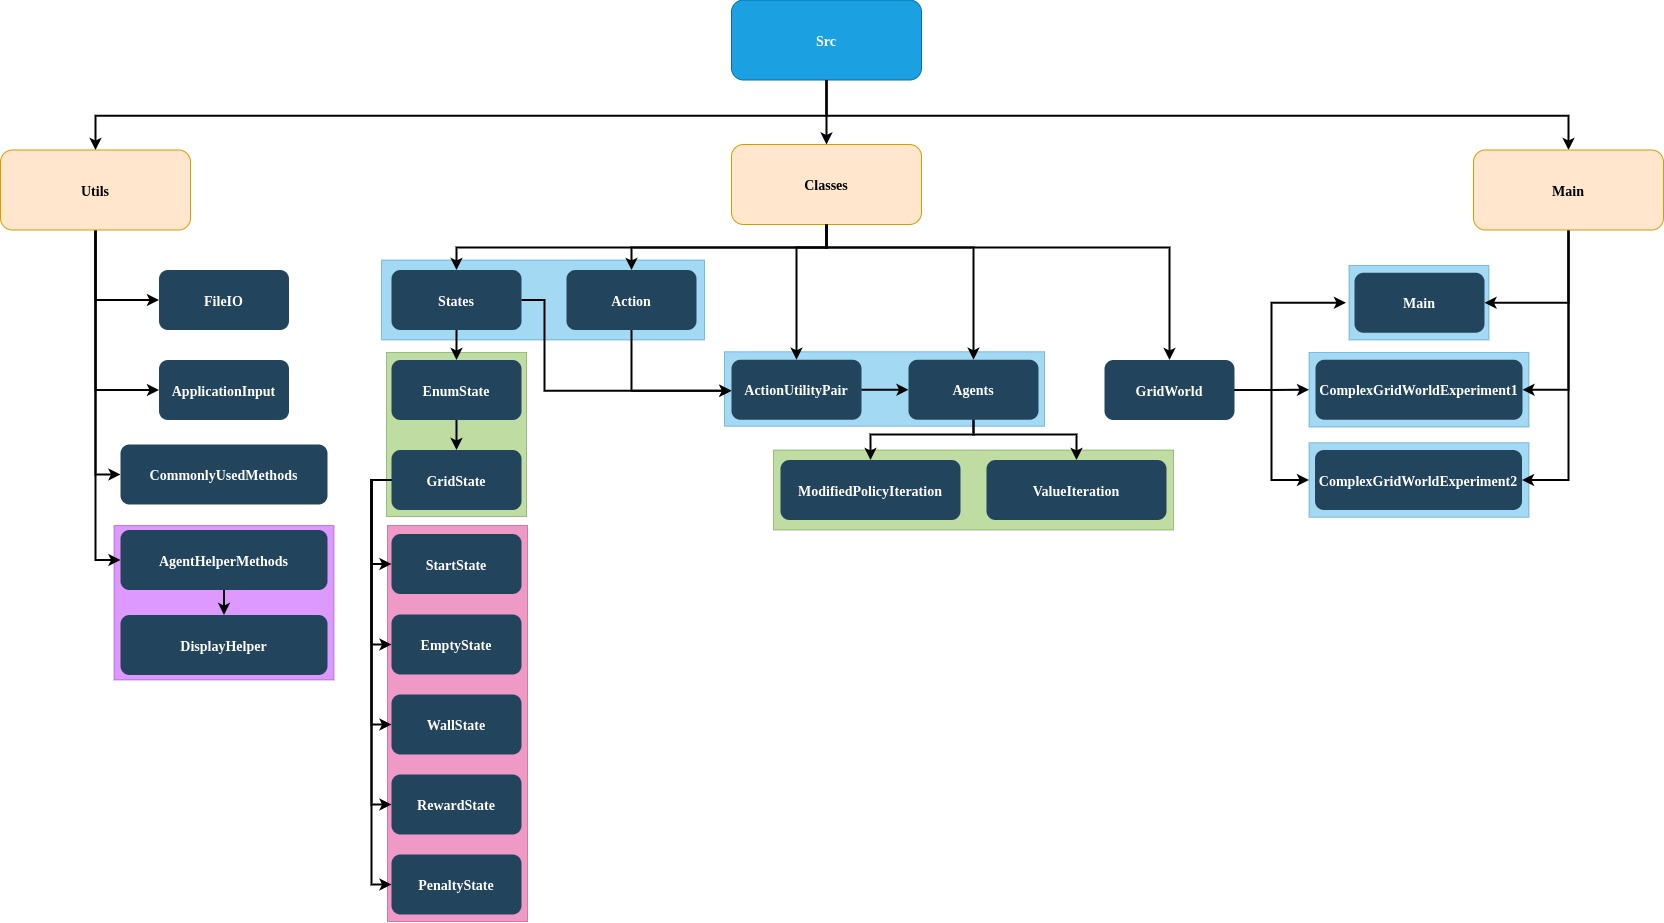 Src
Utils
Classes
Main
FileIO
ApplicationInput
CommonlyUsedMethods
AgentHelperMethods
DisplayHelper
States
Action
EnumState
GridState
StartState
EmptyState
WallState
RewardState
PenaltyState
ActionUtilityPair
Agents
ModifiedPolicyIteration
ValueIteration
GridWorld
Main
ComplexGridWorldExperiment1
ComplexGridWorldExperiment2